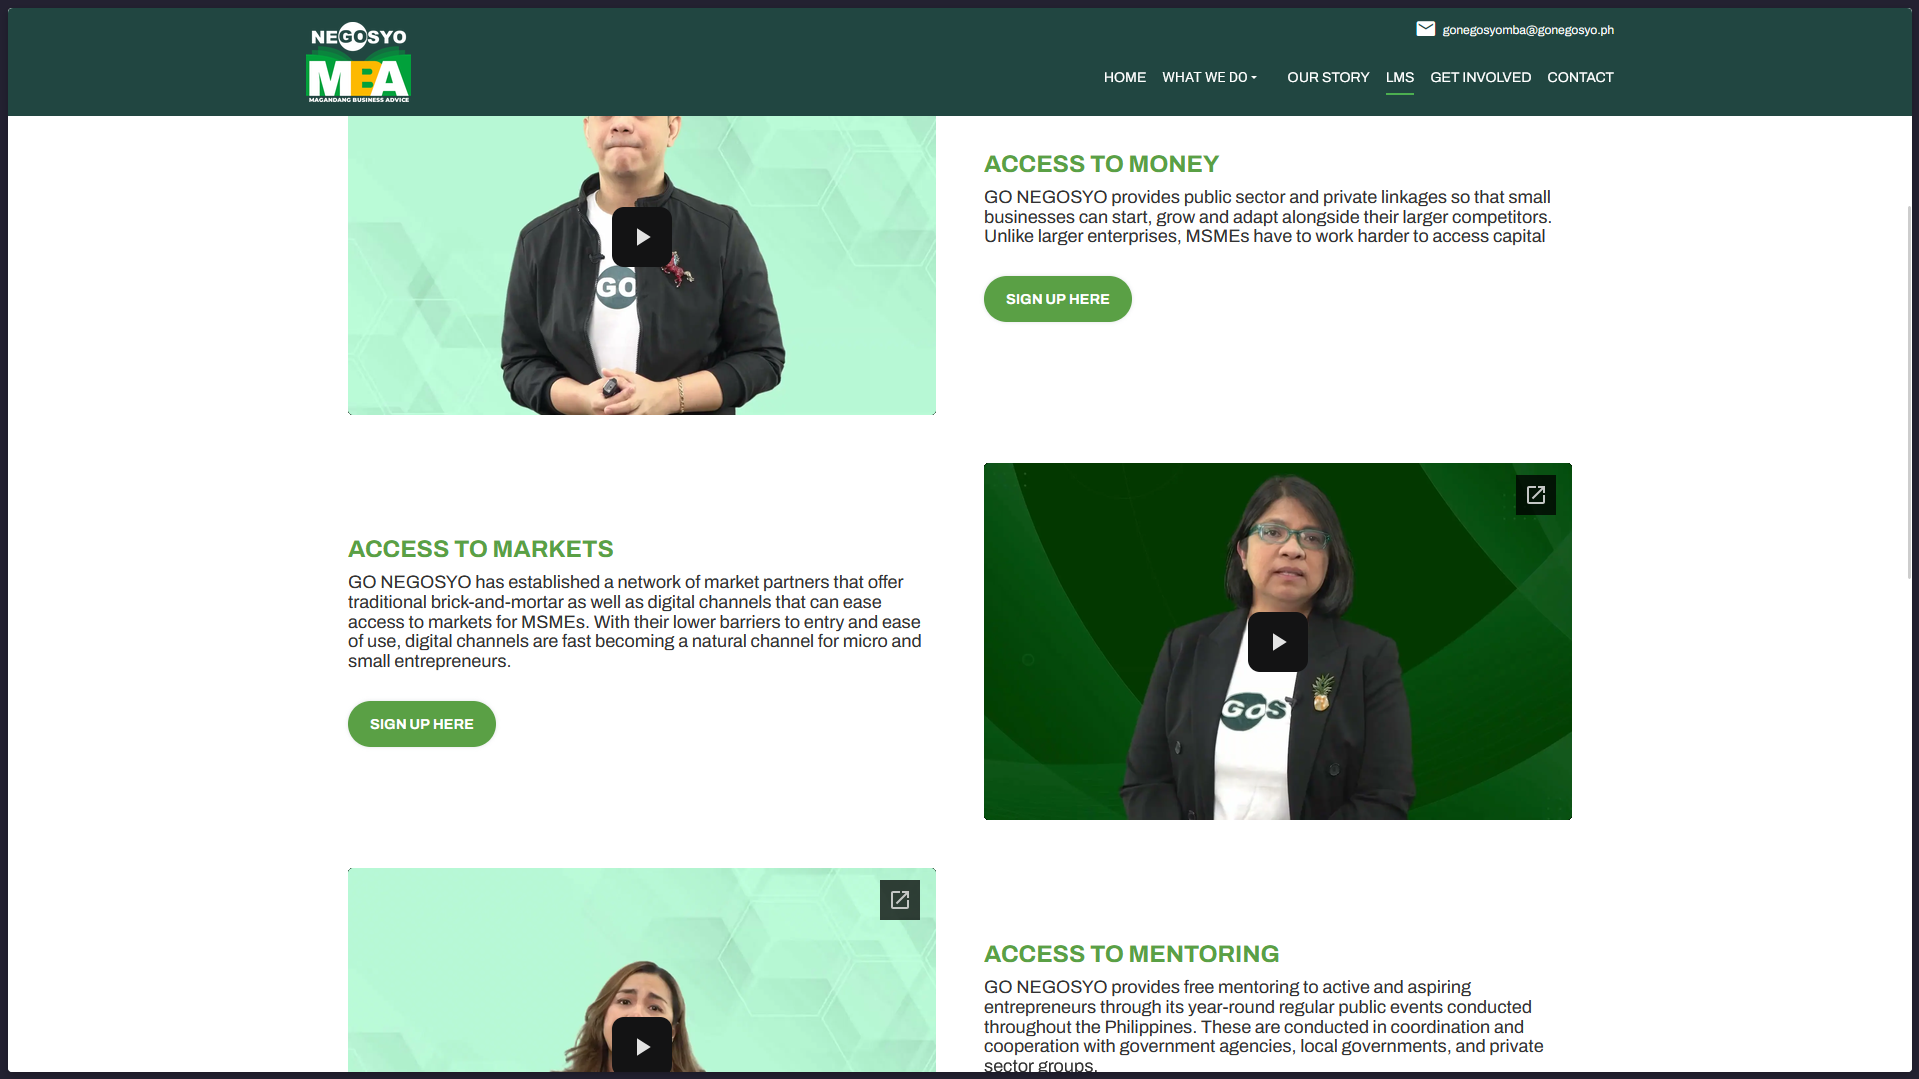 NEGOSYO
MBA
MAGANDANG BUSINESS ADVICE
gonegosyomba@gonegosyo.ph
HOME
WHAT WE DO
OUR STORY
LMS
GET INVOLVED
CONTACT
GO
ACCESS TO MONEY
GO NEGOSYO provides public sector and private linkages so that small
businesses can start, grow and adapt alongside their larger competitors.
Unlike larger enterprises, MSMEs have to work harder to access capital
SIGN UP HERE
ACCESS TO MARKETS
GO NEGOSYO has established a network of market partners that offer
traditional brick-and-mortar as well as digital channels that can ease
access to markets for MSMEs. With their lower barriers to entry and ease
of use, digital channels are fast becoming a natural channel for micro and
small entrepreneurs.
SIGN UP HERE
GOS
ACCESS TO MENTORING
GO NEGOSYO provides free mentoring to active and aspiring
entrepreneurs through its year-round regular public events conducted
throughout the Philippines. These are conducted in coordination and
cooperation with government agencies, local governments, and private
sector groups.